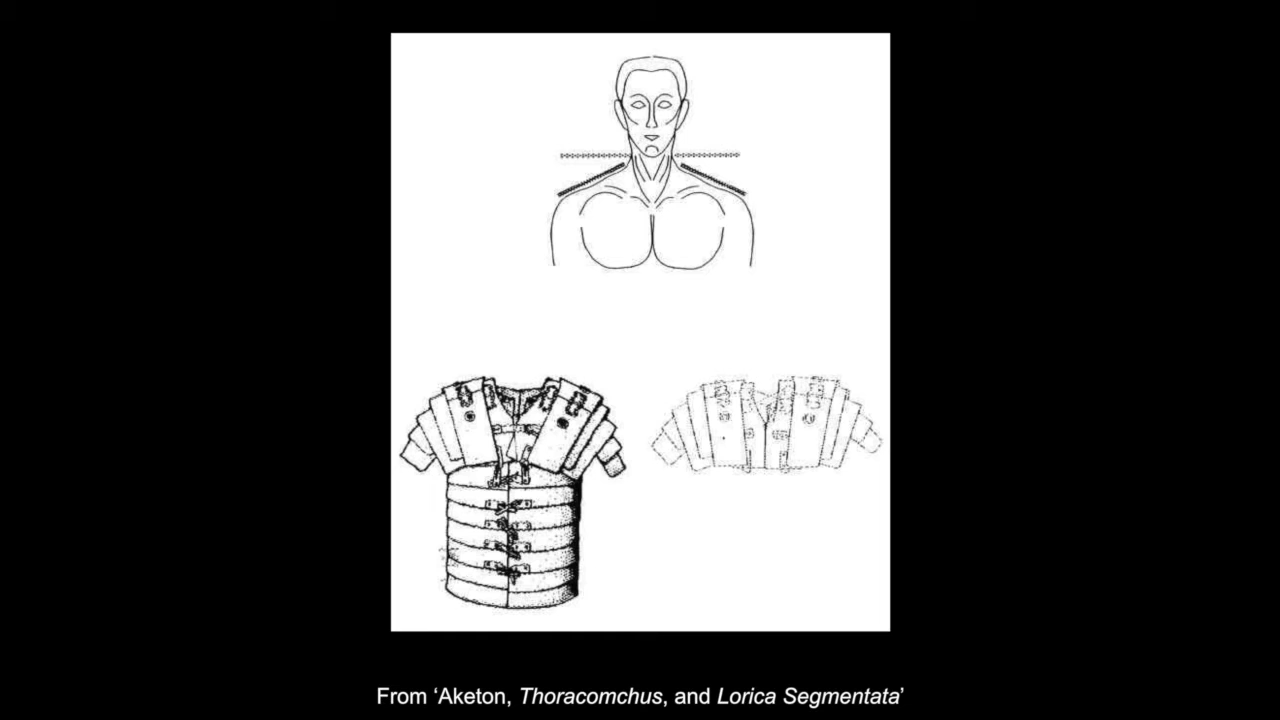 From ‘Aketon, Thoracomchus, and Lorica Segmentata’